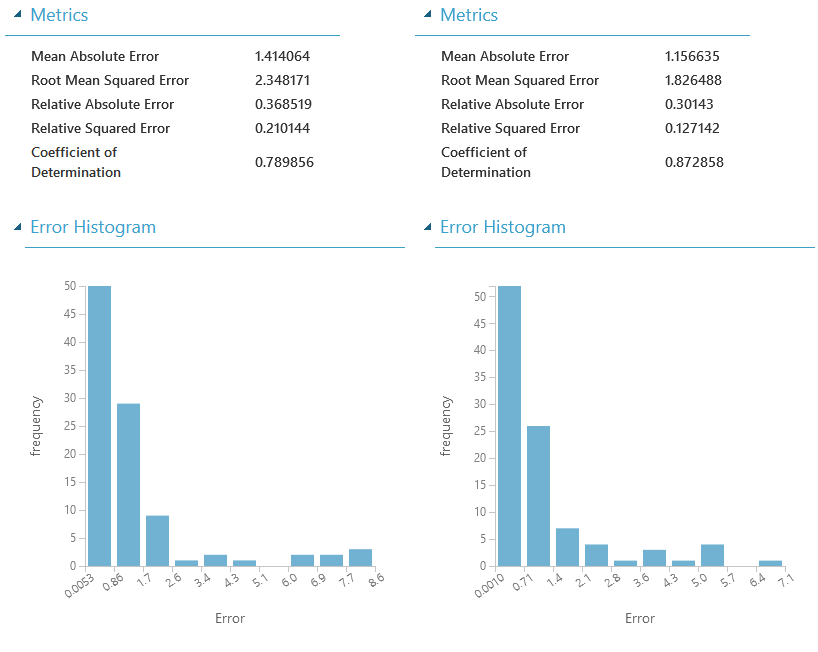 Metrics
Mean Absolute Error 1.414064
Root Mean Squared Error 2.348171
Relative Absolute Error 0.368519
Relative Squared Error 0.210144
Coefficient of
Determination 0.789856
Error Histogram
50
45
40
35
30
25
20
15
10
5
0
frequency
0.0053 0.86 1.7 2.6 3.4 4.3 5.1 6.0 6.9 7.7 8.6
Error
Metrics
Mean Absolute Error 1.156635
Root Mean Squared Error 1.826488
Relative Absolute Error 0.30143
Relative Squared Error 0.127142
Coefficient of
Determination 0.872858
Error Histogram
50
45
40
35
30
25
20
15
10
5
0
frequency
0.0010 0.71 1.4 2.1 2.8 3.6 4.3 5.0 5.7 6.4 7.1
Error